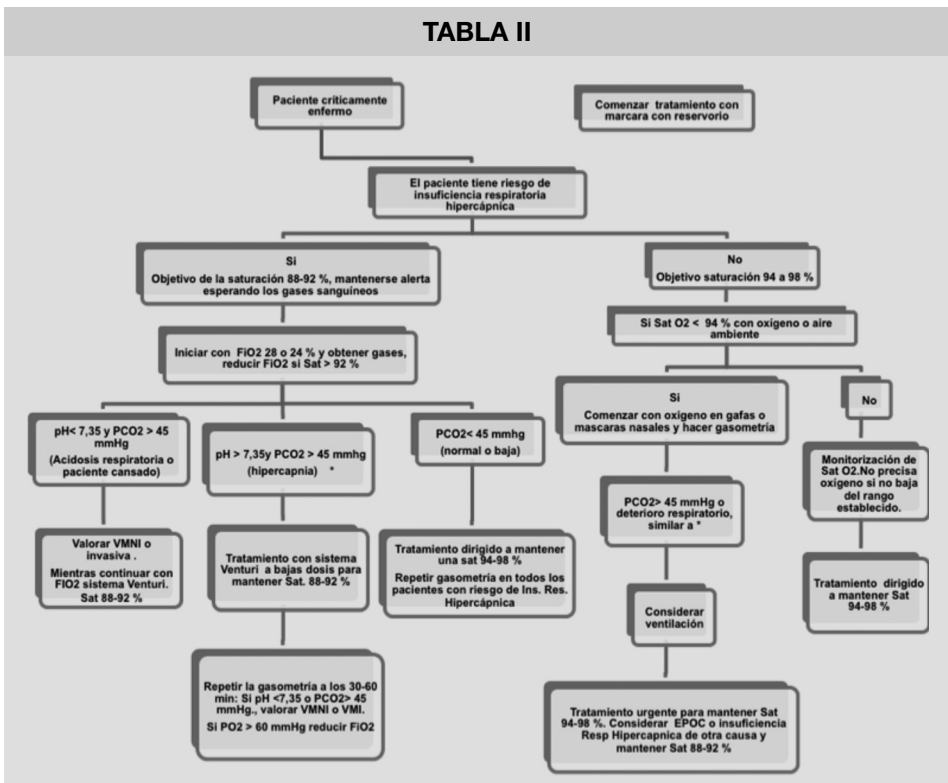 TABLA II
Paciente críticamente
enfermo
Comenzar tratamiento con
marcara con reservorio
El paciente tiene riesgo de
insuficiencia respiratoria
hipercápnica
Si
Objetivo de la saturación 88-92 %, mantenerse alerta
esperando los gases sanguíneos
No
Objetivo saturación 94 a 98 %
Iniciar con FiO2 28 o 24 % y obtener gases,
reducir FiO2 si Sat > 92 %
Si Sat O2 < 94 % con oxígeno o aire
ambiente
pH< 7,35 y PCO2 > 45
mmHg
(Acidosis respiratoria o
paciente cansado)
pH > 7,35y PCO2 > 45 mmhg
(hipercapnia) *
PCO2< 45 mmhg
(normal o baja)
Si
Comenzar con oxigeno en gafas o
mascaras nasales y hacer gasometría
No
Valorar VMNI o
invasiva .
Mientras continuar con
FIO2 sistema Venturi.
Sat 88-92 %
Tratamiento con sistema
Venturi a bajas dosis para
mantener Sat. 88-92 %
Tratamiento dirigido a mantener
una sat 94-98 %
Repetir gasometría en todos los
pacientes con riesgo de Ins. Res.
Hipercápnica
PCO2> 45 mmHg o
deterioro respiratorio,
similar a *
Monitorización de
Sat O2.No precisa
oxígeno si no baja
del rango
establecido.
Considerar
ventilación
Tratamiento dirigido
a mantener Sat
94-98 %
Repetir la gasometría a los 30-60
min: Si pH <7,35 o PCO2> 45
mmHg., valorar VMNI o VMI.
Si PO2 > 60 mmHg reducir FiO2
Tratamiento urgente para mantener Sat
94-98 %. Considerar EPOC o insuficiencia
Resp Hipercapnica de otra causa y
mantener Sat 88-92 %